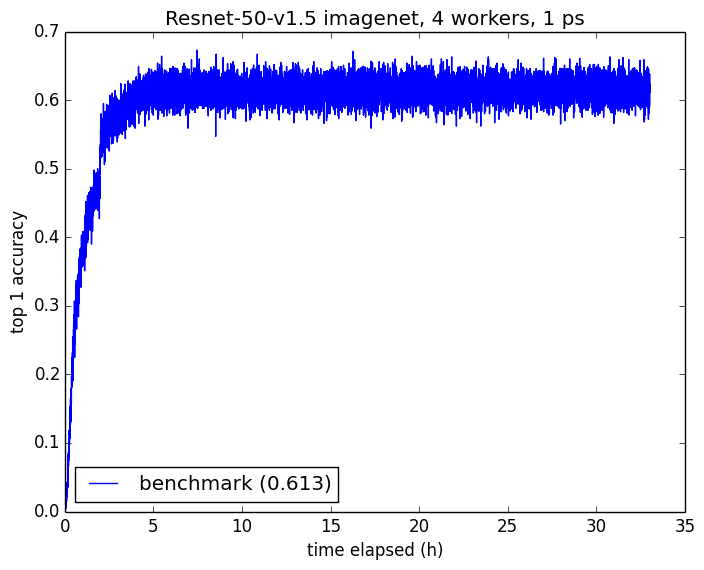 Resnet-50-v1.5 imagenet, 4 workers, 1 ps
0.7
0.6
0.5
0.4
0.3
0.2
0.1
0.0
top 1 accuracy
benchmark (0.613)
0 5 10 15 20 25 30 35
time elapsed (h)